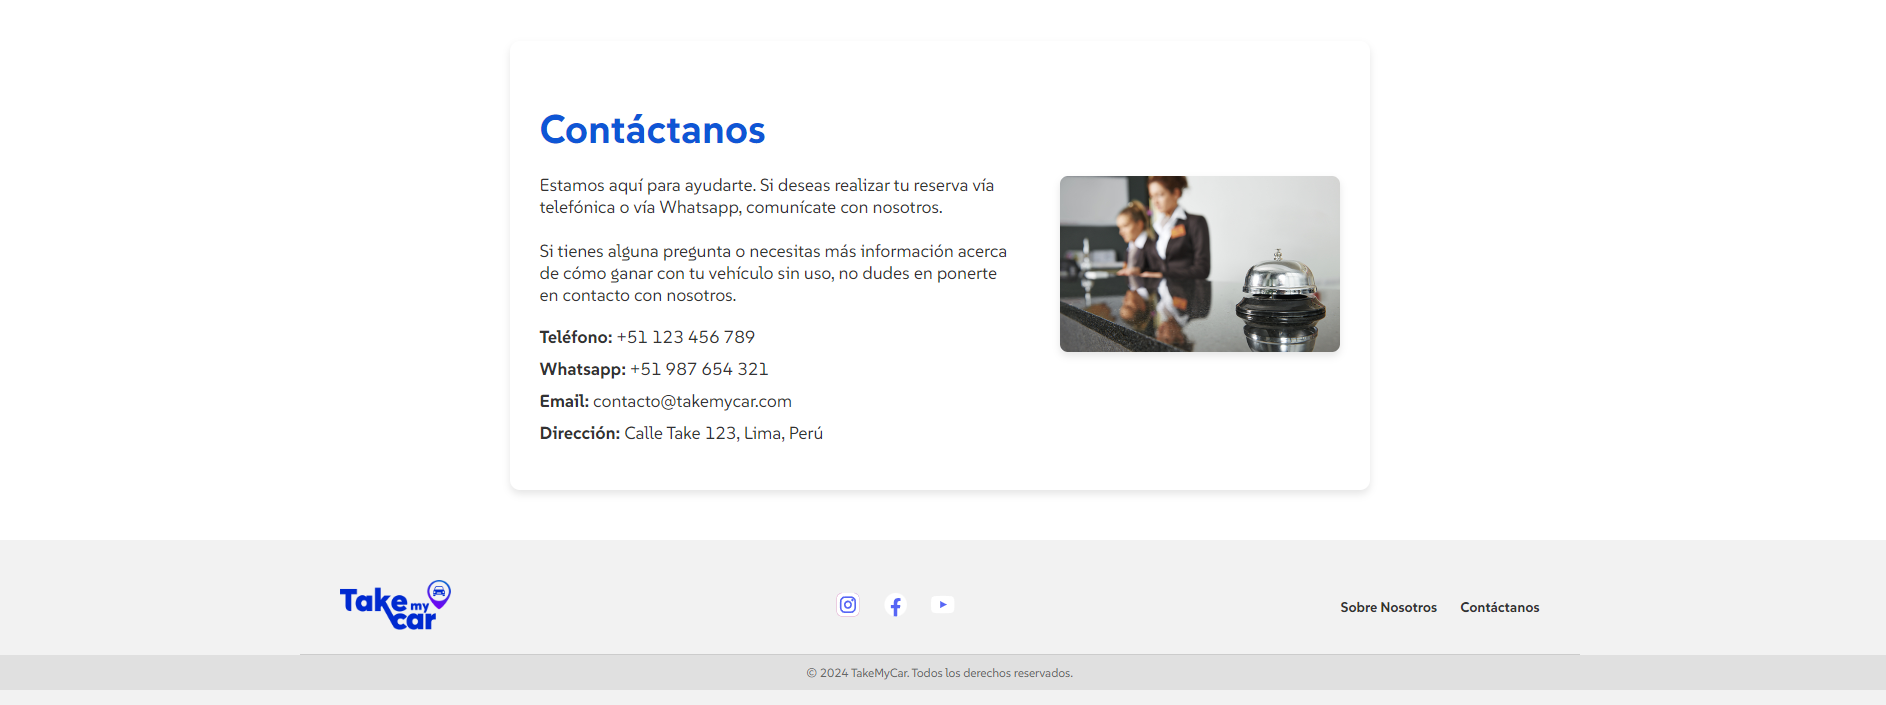 Contáctanos
Estamos aquí para ayudarte. Si deseas realizar tu reserva vía
telefónica o vía Whatsapp, comunícate con nosotros.
Si tienes alguna pregunta o necesitas más información acerca
de cómo ganar con tu vehículo sin uso, no dudes en ponerte
en contacto con nosotros.
Teléfono: +51 123 456 789
Whatsapp: +51 987 654 321
Email: contacto@takemycar.com
Dirección: Calle Take 123, Lima, Perú
Take my
car
Sobre Nosotros Contáctanos
© 2024 TakeMyCar. Todos los derechos reservados.